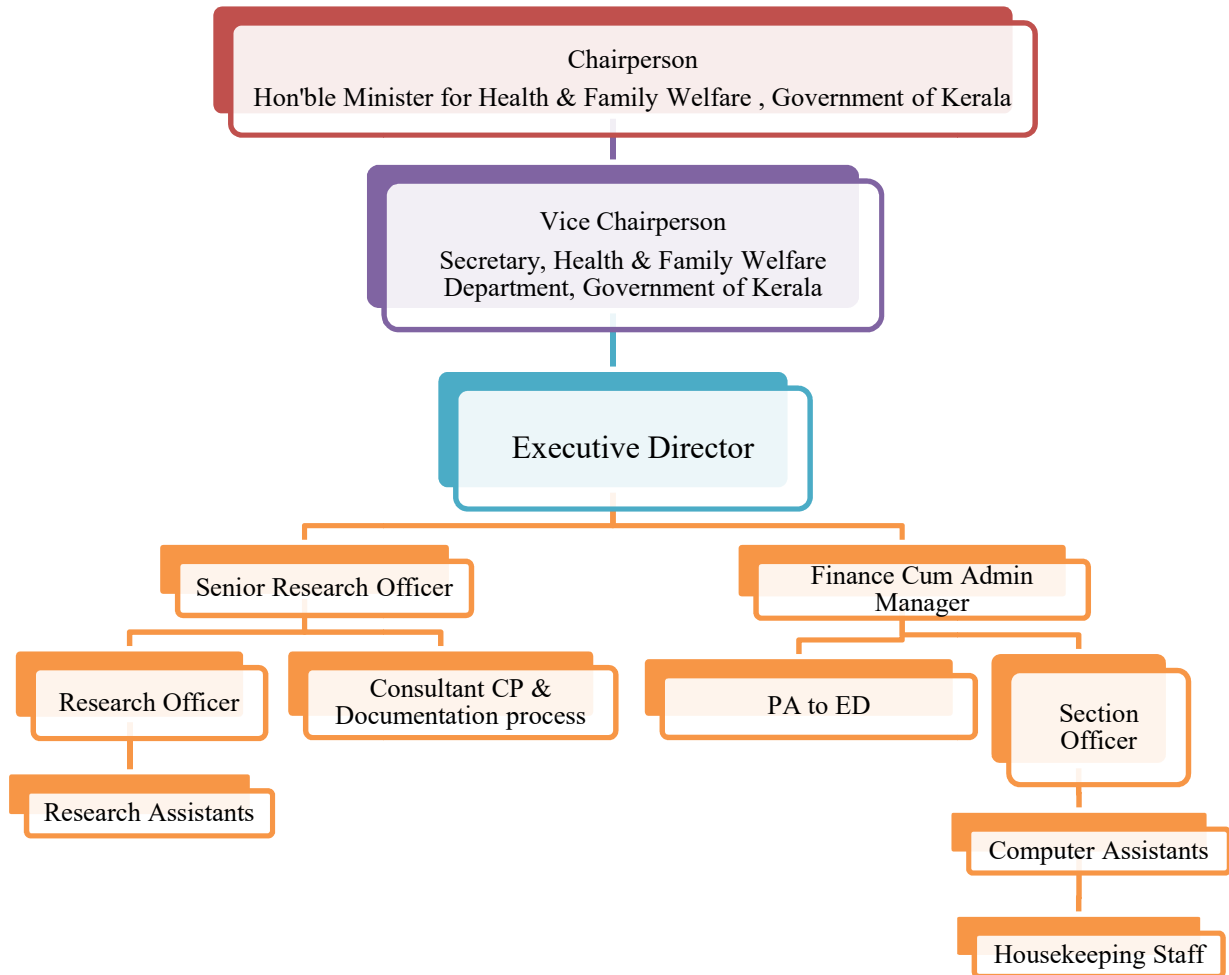 Chairperson
Hon'ble Minister for Health & Family Welfare , Government of Kerala
Vice Chairperson
Secretary, Health & Family Welfare
Department, Government of Kerala
Executive Director
Senior Research Officer
Finance Cum Admin
Manager
Research Officer
Consultant CP &
Documentation process
PA to ED
Section
Officer
Research Assistants
Computer Assistants
Housekeeping Staff